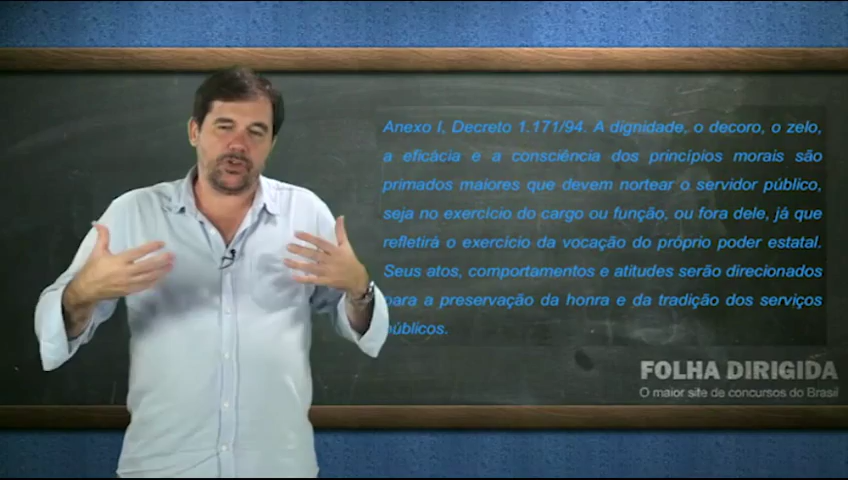 Anexo I, Decreto 1.171/94. A dignidade, o decoro, o zelo,
a eficácia e a consciência dos princípios morais são
primados maiores que devem nortear o servidor público,
seja no exercício do cargo ou função, ou fora dele, já que
refletirá o exercício da vocação do próprio poder estatal.
Seus atos, comportamentos e atitudes serão direcionados
para a preservação da honra e da tradição dos serviços
públicos.
FOLHA DIRIGIDA
O maior site de concursos do Brasil